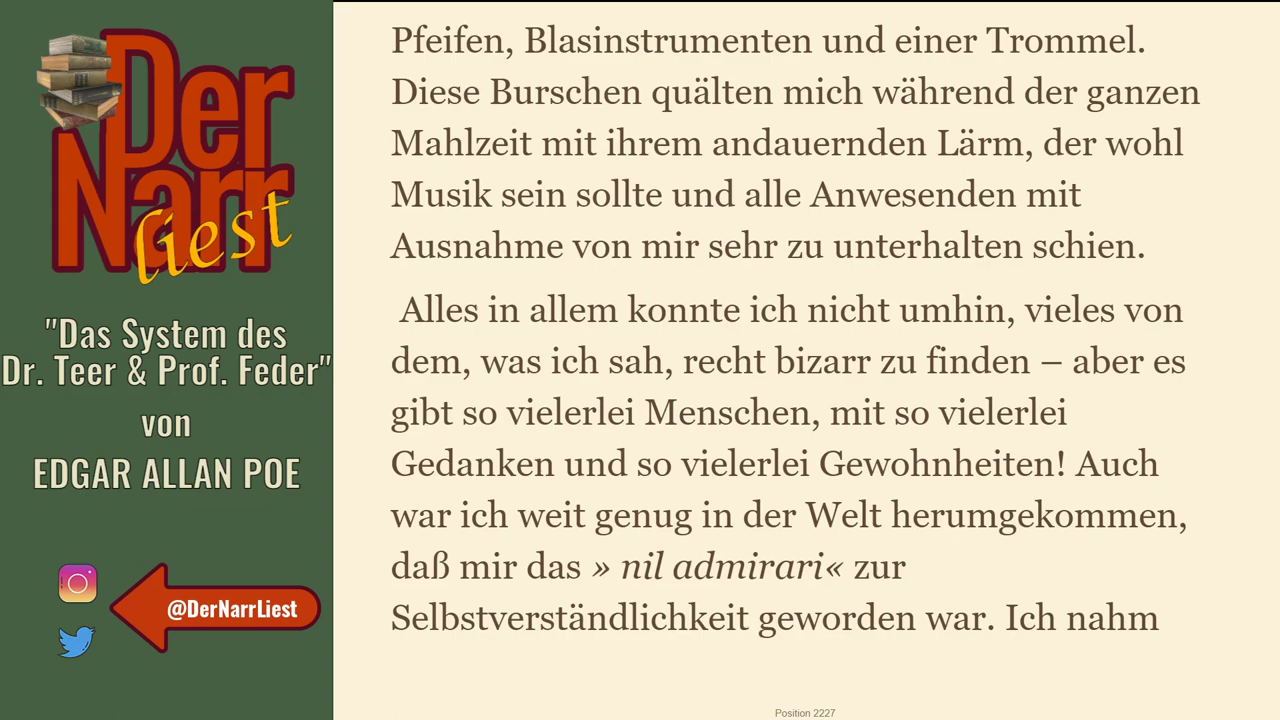 Der
Narr
liest
"Das System des
Dr. Teer & Prof. Feder"
von
EDGAR ALLAN POE
@DerNarrLiest
Pfeifen, Blasinstrumenten und einer Trommel.
Diese Burschen quälten mich während der ganzen
Mahlzeit mit ihrem andauernden Lärm, der wohl
Musik sein sollte und alle Anwesenden mit
Ausnahme von mir sehr zu unterhalten schien.
Alles in allem konnte ich nicht umhin, vieles von
dem, was ich sah, recht bizarr zu finden – aber es
gibt so vielerlei Menschen, mit so vielerlei
Gedanken und so vielerlei Gewohnheiten! Auch
war ich weit genug in der Welt herumgekommen,
daß mir das » nil admirari« zur
Selbstverständlichkeit geworden war. Ich nahm
Position 2227